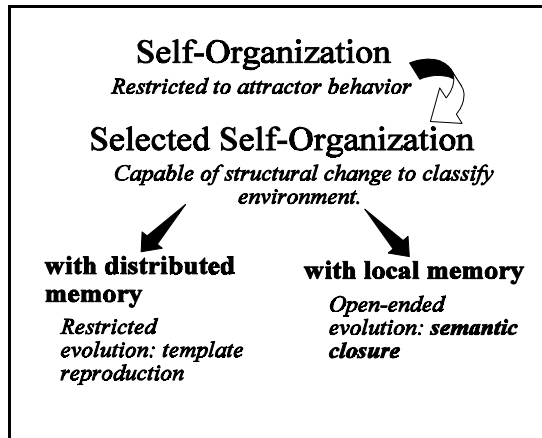 Self-Organization
Restricted to attractor behavior
Selected Self-Organization
Capable of structural change to classify
environment.
with distributed
memory
Restricted
evolution: template
reproduction
with local memory
Open-ended
evolution: semantic
closure